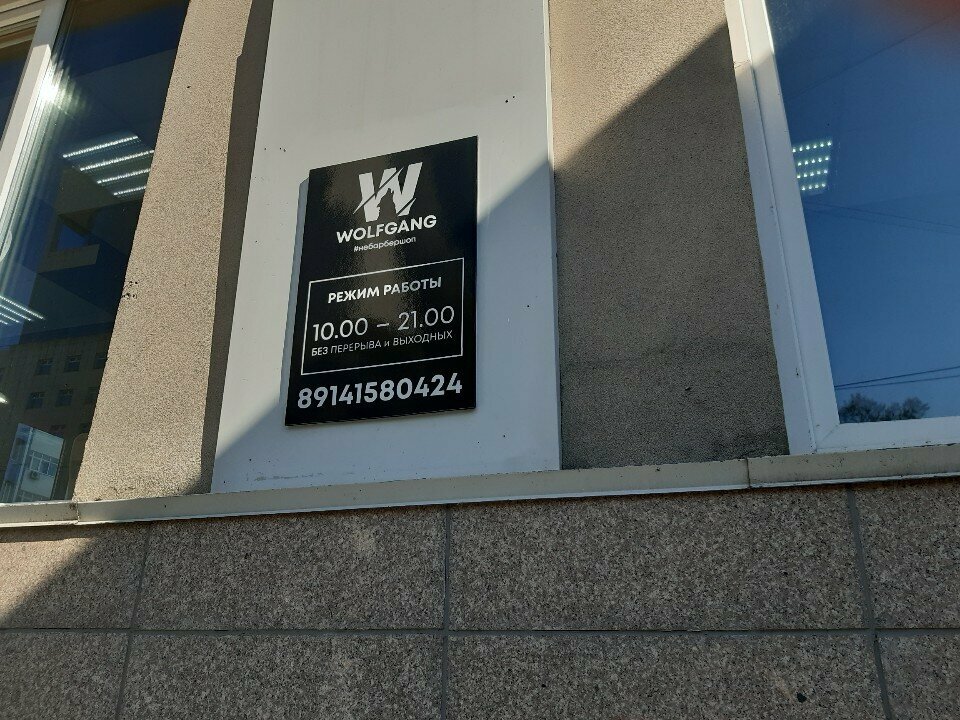 W
WOLFGANG
#небарбершоп
РЕЖИМ РАБОТЫ
10.00 – 21.00
БЕЗ ПЕРЕРЫВА и ВЫХОДНЫХ
89141580424